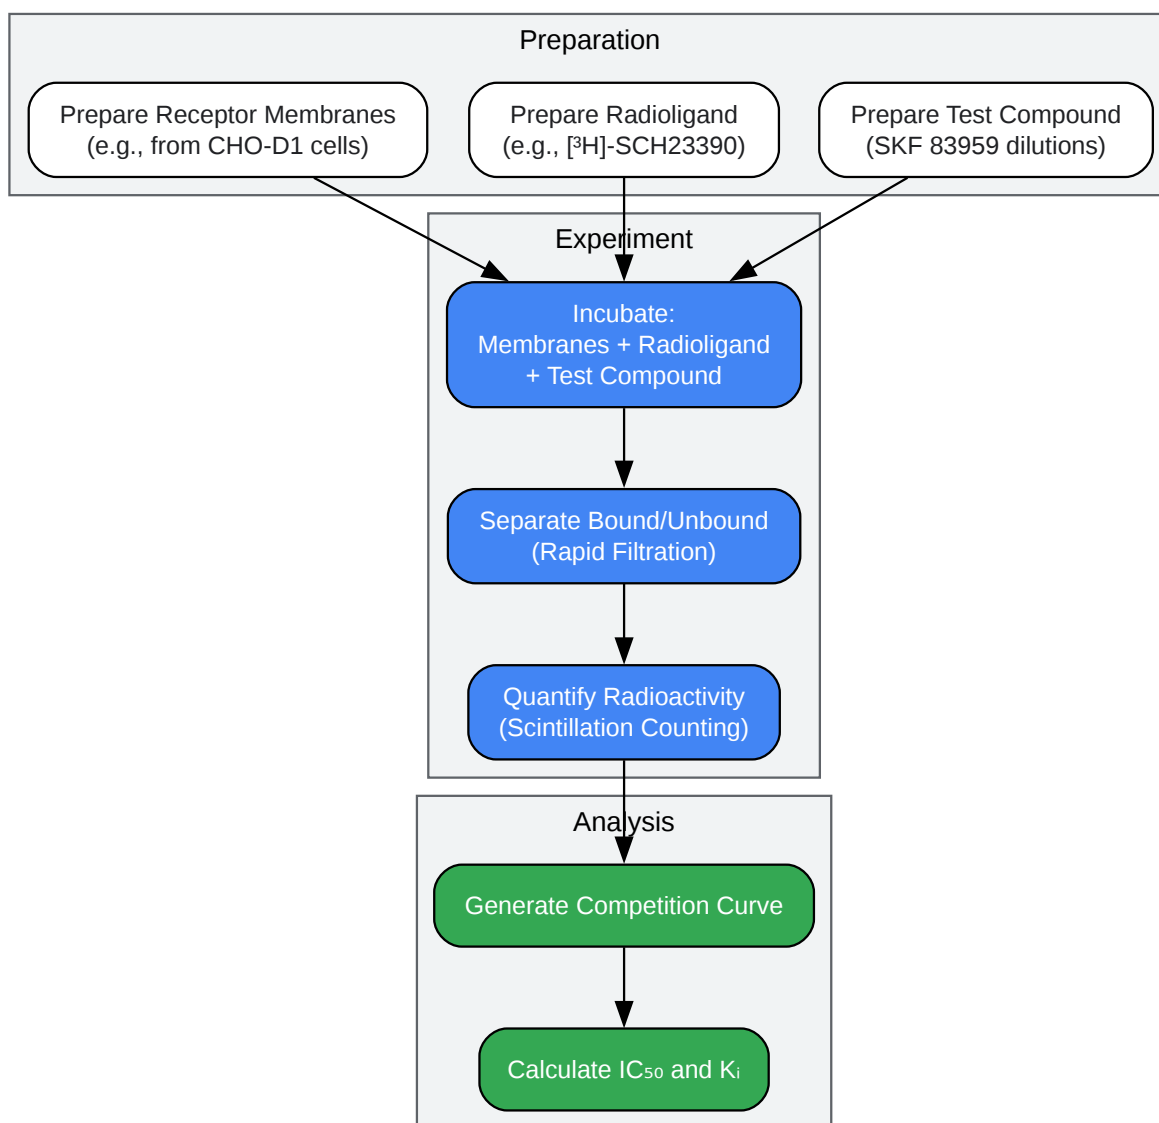 Preparation
Prepare Receptor Membranes
(e.g., from CHO-D1 cells)
Prepare Radioligand
(e.g., [³H]-SCH23390)
Prepare Test Compound
(SKF 83959 dilutions)
Experiment
Incubate:
Membranes + Radioligand
+ Test Compound
Separate Bound/Unbound
(Rapid Filtration)
Quantify Radioactivity
(Scintillation Counting)
Analysis
Generate Competition Curve
Calculate IC₅₀ and Kᵢ